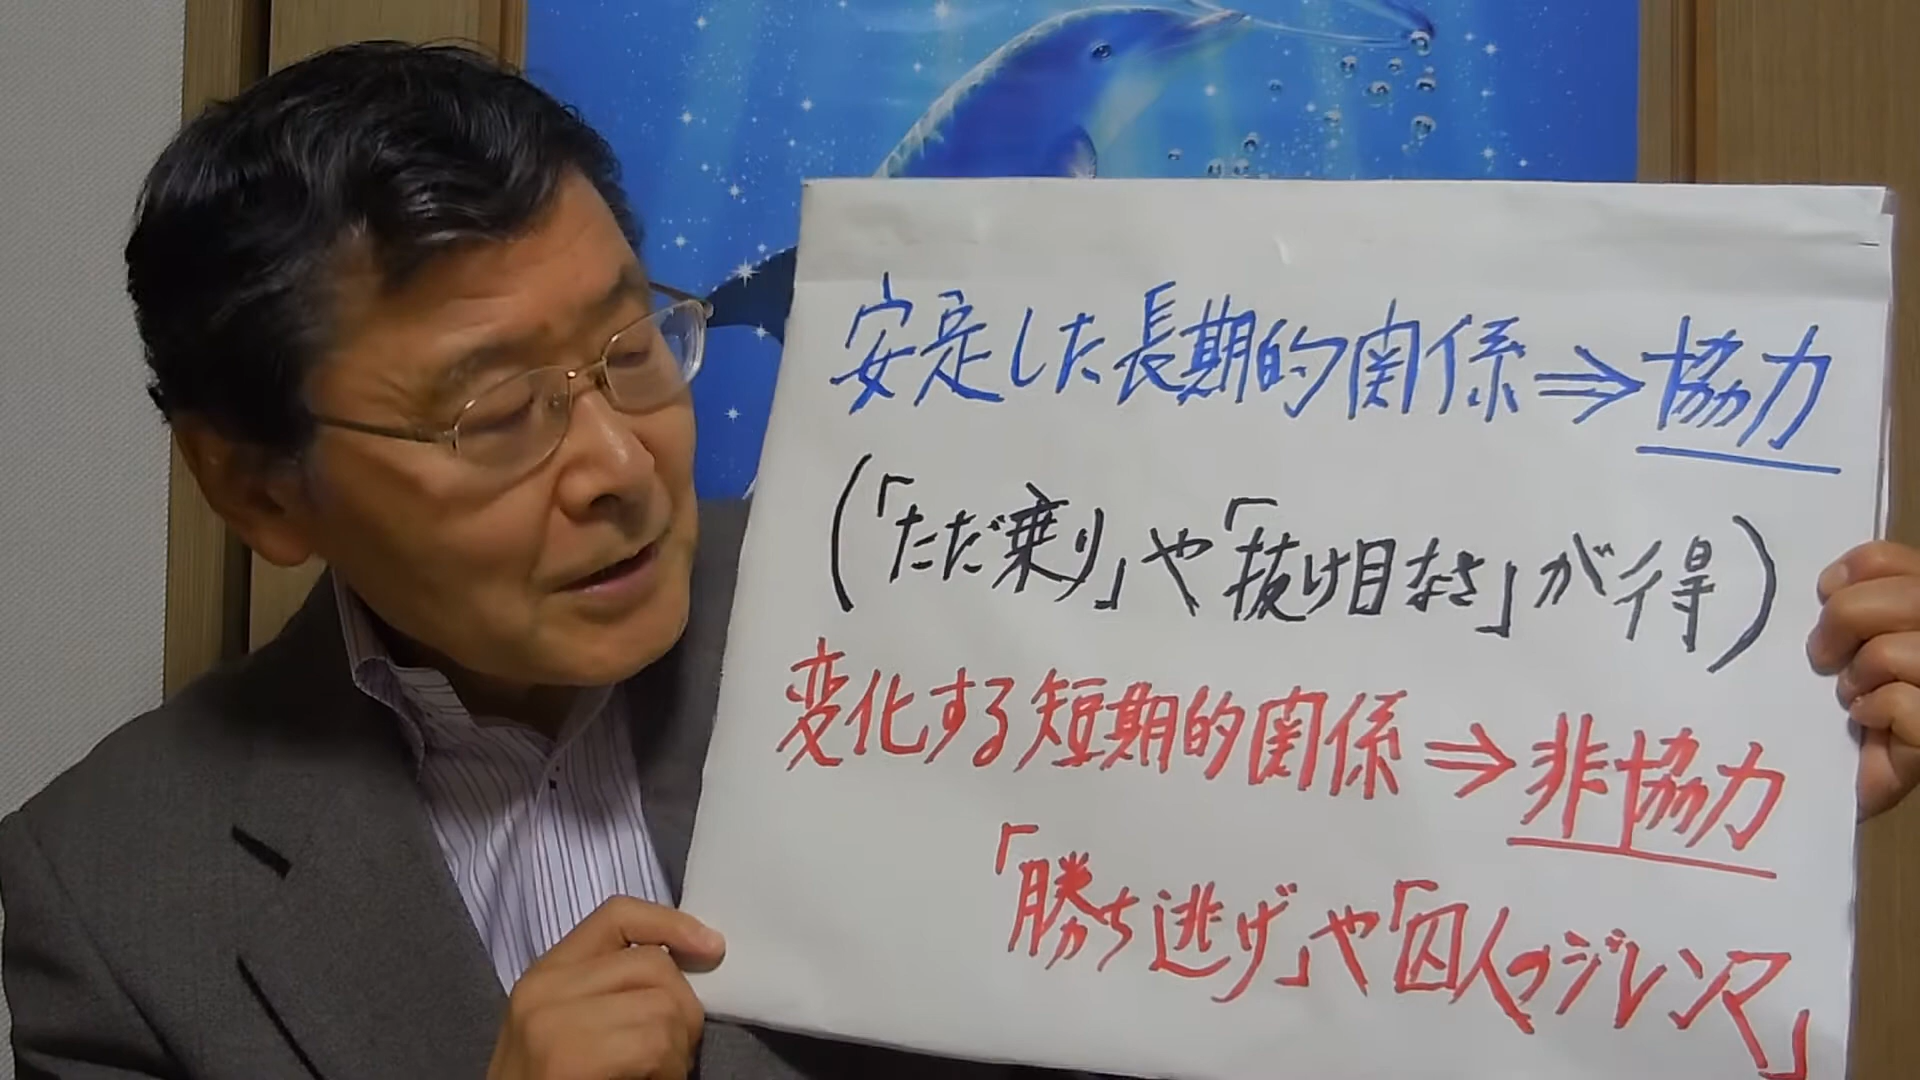 安定した長期的関係⇒協力
(「ただ乗り」や「抜け目なさ」が得)
変化する短期的関係⇒非協力
「勝ち逃げ」や「囚人のジレンマ」